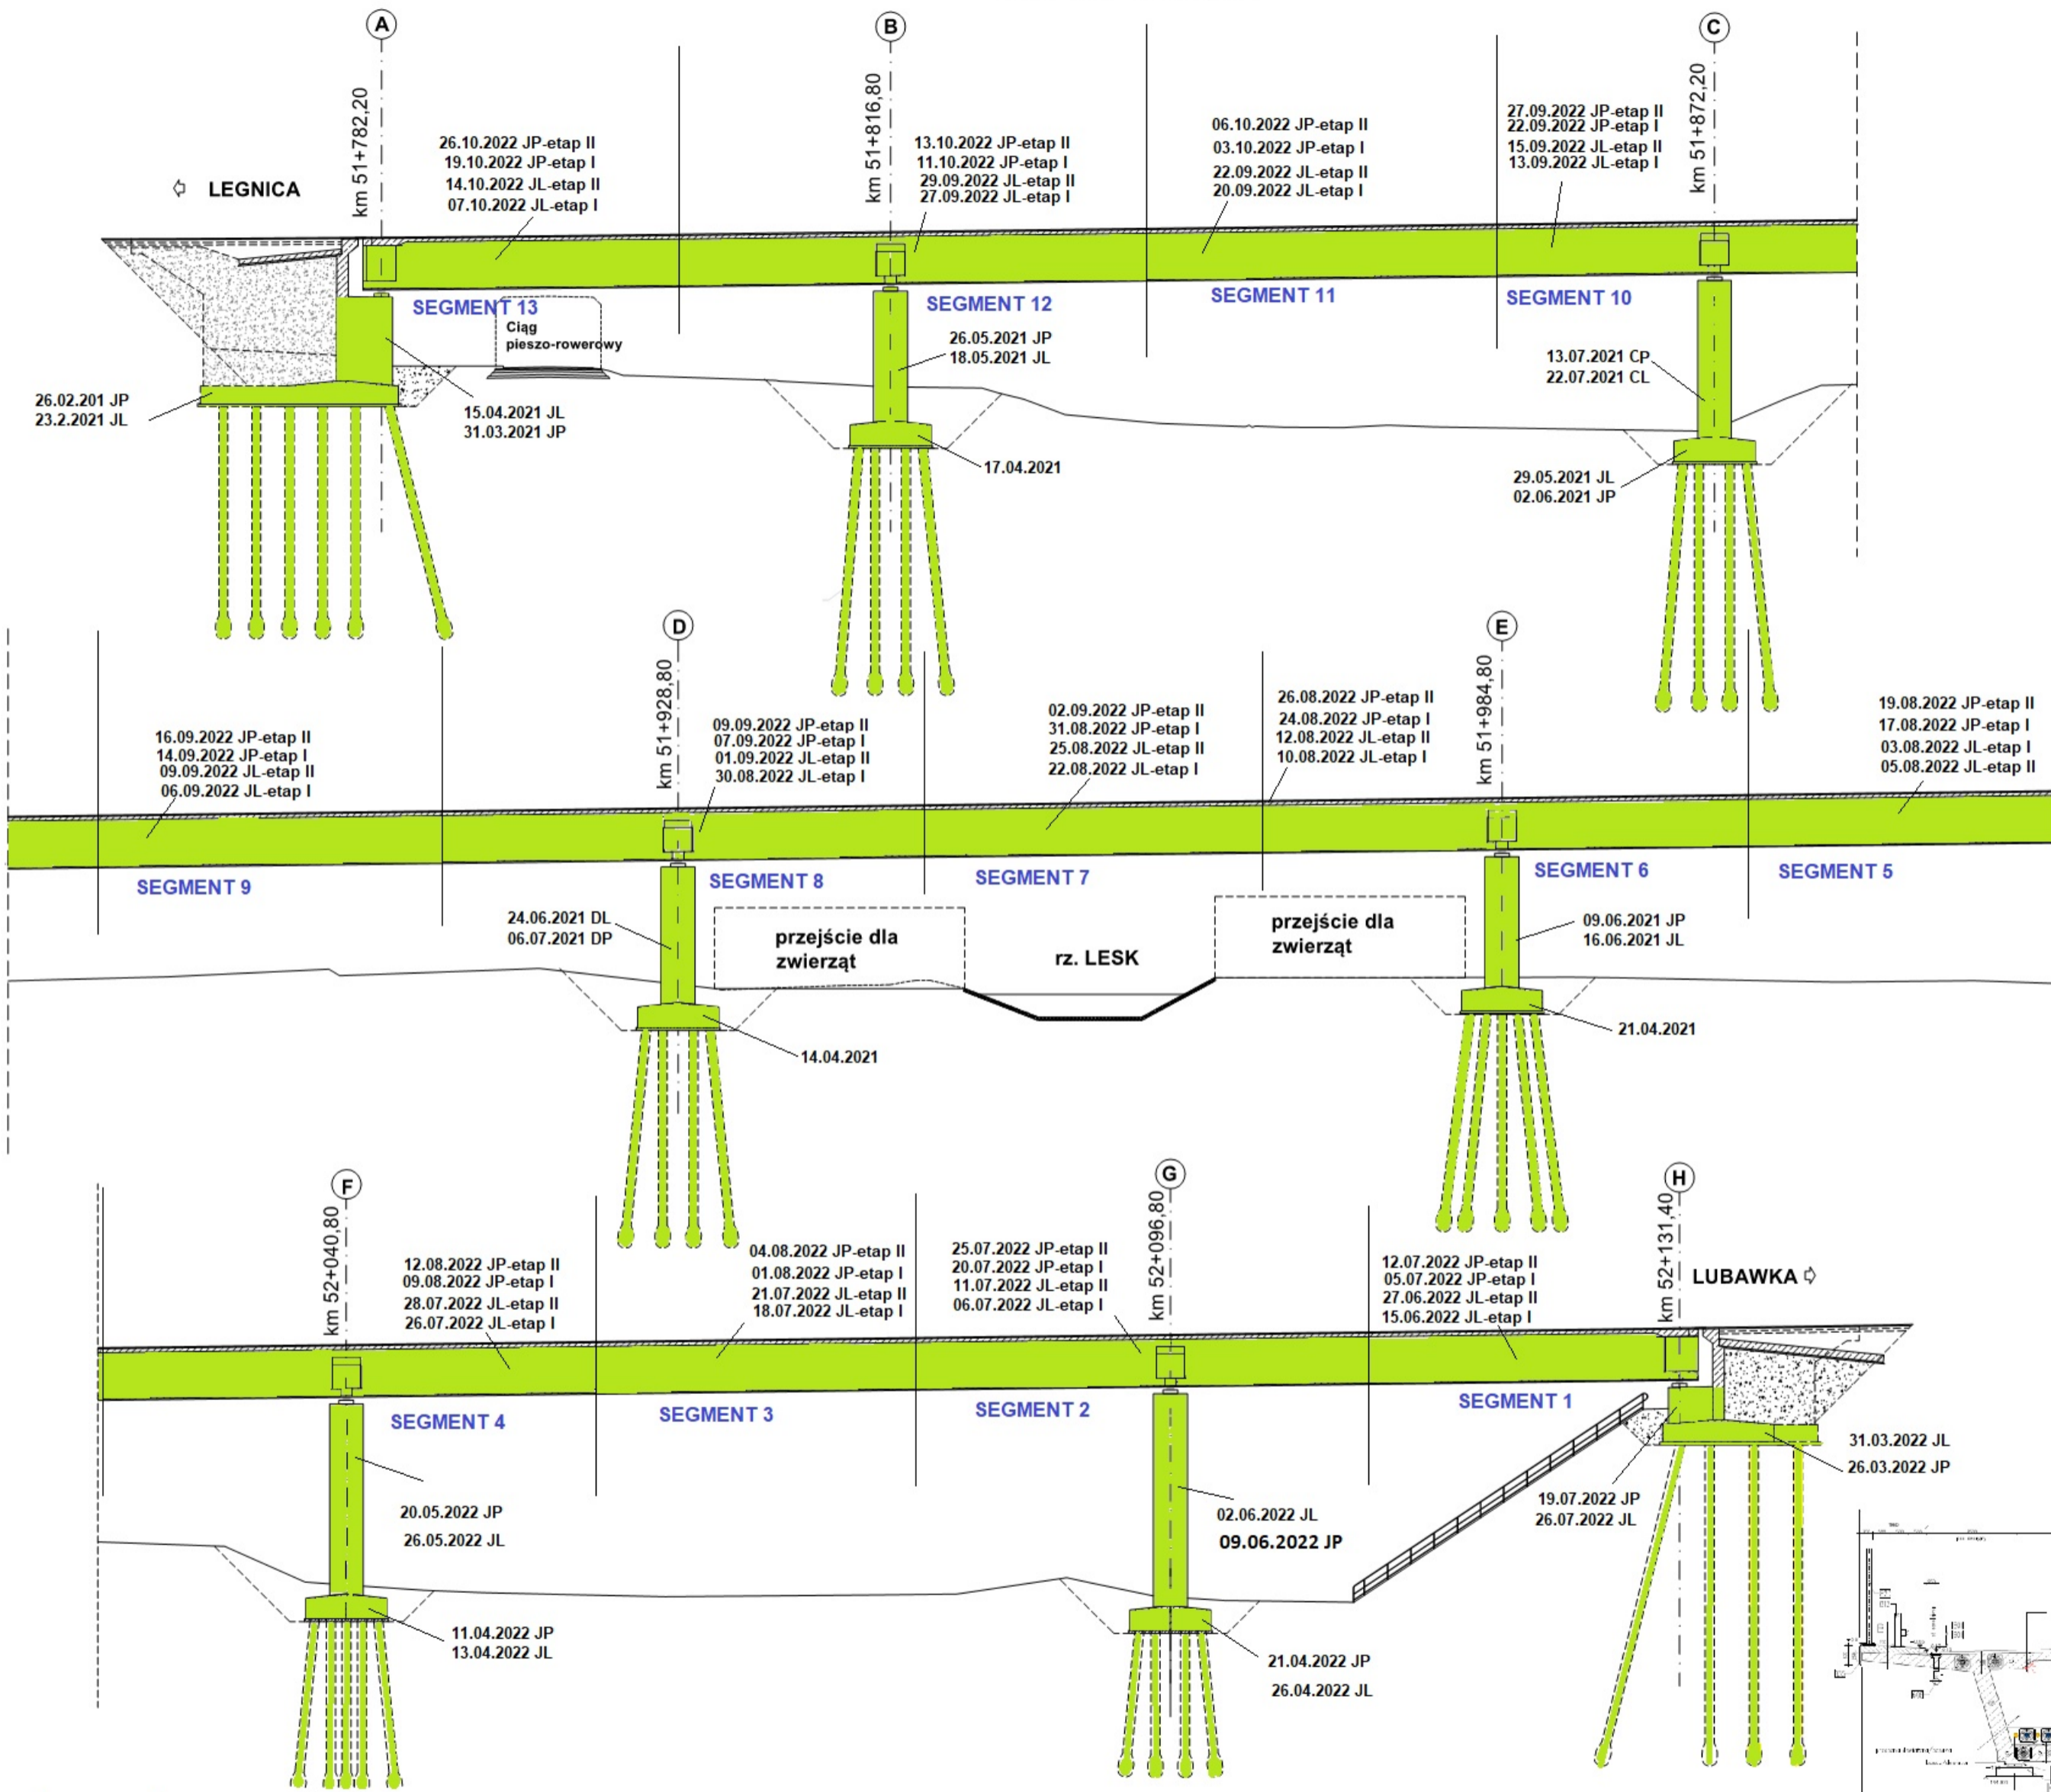 A
B
C
km 51+782,20
km 51+816,80
km 51+872,20
LEGNICA
26.10.2022 JP-etap II
19.10.2022 JP-etap I
14.10.2022 JL-etap II
07.10.2022 JL-etap I
13.10.2022 JP-etap II
11.10.2022 JP-etap I
29.09.2022 JL-etap II
27.09.2022 JL-etap I
06.10.2022 JP-etap II
03.10.2022 JP-etap I
22.09.2022 JL-etap II
20.09.2022 JL-etap I
27.09.2022 JP-etap II
22.09.2022 JP-etap I
15.09.2022 JL-etap II
13.09.2022 JL-etap I
SEGMENT 13
SEGMENT 12
SEGMENT 11
SEGMENT 10
Ciąg
pieszo-rowerowy
26.05.2021 JP
18.05.2021 JL
13.07.2021 CP
22.07.2021 CL
26.02.201 JP
23.2.2021 JL
15.04.2021 JL
31.03.2021 JP
17.04.2021
29.05.2021 JL
02.06.2021 JP
D
E
km 51+928,80
km 51+984,80
16.09.2022 JP-etap II
14.09.2022 JP-etap I
09.09.2022 JL-etap II
06.09.2022 JL-etap I
09.09.2022 JP-etap II
07.09.2022 JP-etap I
01.09.2022 JL-etap II
30.08.2022 JL-etap I
02.09.2022 JP-etap II
31.08.2022 JP-etap I
25.08.2022 JL-etap II
22.08.2022 JL-etap I
26.08.2022 JP-etap II
24.08.2022 JP-etap I
12.08.2022 JL-etap II
10.08.2022 JL-etap I
19.08.2022 JP-etap II
17.08.2022 JP-etap I
03.08.2022 JL-etap I
05.08.2022 JL-etap II
SEGMENT 9
SEGMENT 8
SEGMENT 7
SEGMENT 6
SEGMENT 5
24.06.2021 DL
06.07.2021 DP
przejście dla
zwierząt
rz. LESK
przejście dla
zwierząt
09.06.2021 JP
16.06.2021 JL
14.04.2021
21.04.2021
F
G
H
km 52+040,80
km 52+096,80
km 52+131,40
LUBAWKA
12.08.2022 JP-etap II
09.08.2022 JP-etap I
28.07.2022 JL-etap II
26.07.2022 JL-etap I
04.08.2022 JP-etap II
01.08.2022 JP-etap I
21.07.2022 JL-etap II
18.07.2022 JL-etap I
25.07.2022 JP-etap II
20.07.2022 JP-etap I
11.07.2022 JL-etap II
06.07.2022 JL-etap I
12.07.2022 JP-etap II
05.07.2022 JP-etap I
27.06.2022 JL-etap II
15.06.2022 JL-etap I
SEGMENT 4
SEGMENT 3
SEGMENT 2
SEGMENT 1
20.05.2022 JP
26.05.2022 JL
02.06.2022 JL
09.06.2022 JP
31.03.2022 JL
26.03.2022 JP
19.07.2022 JP
26.07.2022 JL
11.04.2022 JP
13.04.2022 JL
21.04.2022 JP
26.04.2022 JL